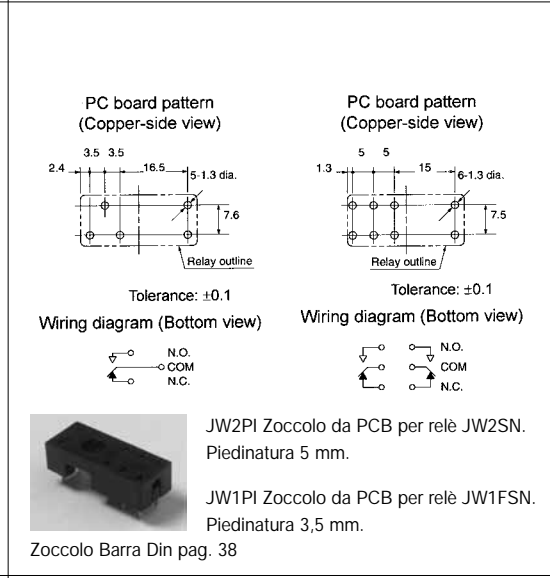 PC board pattern
(Copper-side view)
3.5 3.5
2.4
16.5
5-1.3 dia.
7.6
Relay outline
Tolerance: ±0.1
Wiring diagram (Bottom view)
N.O.
COM
N.C.
PC board pattern
(Copper-side view)
5 5
1.3
15
6-1.3 dia.
7.5
Relay outline
Tolerance: ±0.1
Wiring diagram (Bottom view)
N.O.
COM
N.C.
JW2PI Zoccolo da PCB per relè JW2SN.
Piedinatura 5 mm.
JW1PI Zoccolo da PCB per relè JW1FSN.
Piedinatura 3,5 mm.
Zoccolo Barra Din pag. 38